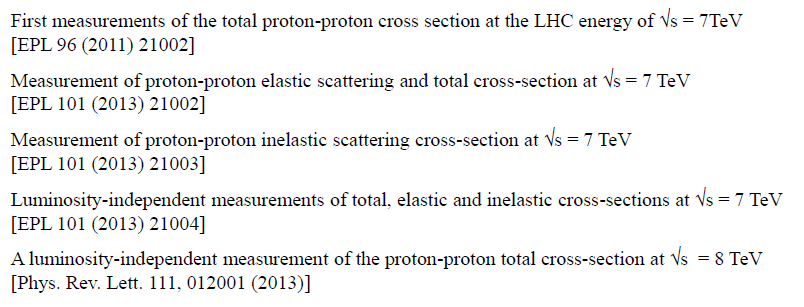 First measurements of the total proton-proton cross section at the LHC energy of √s = 7TeV
[EPL 96 (2011) 21002]
Measurement of proton-proton elastic scattering and total cross-section at √s = 7 TeV
[EPL 101 (2013) 21002]
Measurement of proton-proton inelastic scattering cross-section at √s = 7 TeV
[EPL 101 (2013) 21003]
Luminosity-independent measurements of total, elastic and inelastic cross-sections at √s = 7 TeV
[EPL 101 (2013) 21004]
A luminosity-independent measurement of the proton-proton total cross-section at √s = 8 TeV
[Phys. Rev. Lett. 111, 012001 (2013)]